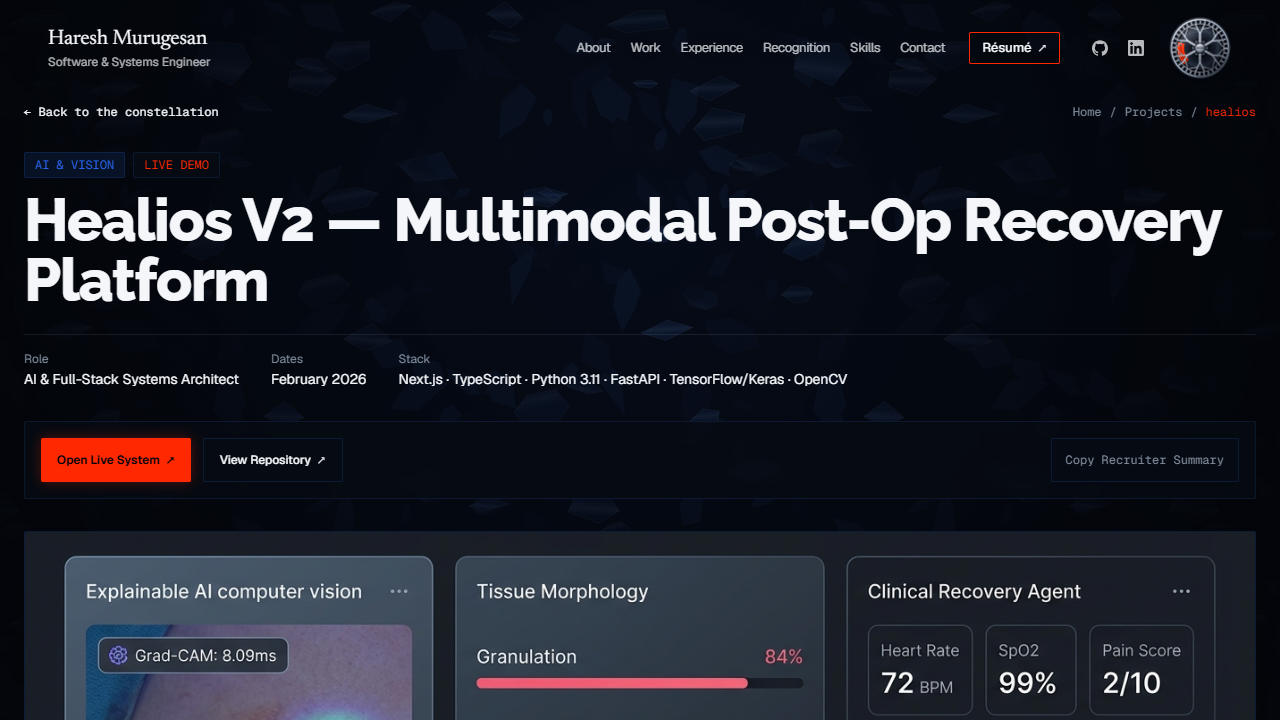 Haresh Murugesan
Software & Systems Engineer
About Work Experience Recognition Skills Contact Résumé ↗
← Back to the constellation
Home / Projects / healios
AI & VISION LIVE DEMO
Healios V2 — Multimodal Post-Op Recovery
Platform
Role Dates Stack
AI & Full-Stack Systems Architect February 2026 Next.js · TypeScript · Python 3.11 · FastAPI · TensorFlow/Keras · OpenCV
Open Live System ↗ View Repository ↗ Copy Recruiter Summary
Explainable AI computer vision
Grad-CAM: 8.09ms
Tissue Morphology
Granulation 84%
Clinical Recovery Agent
Heart Rate SpO2 Pain Score
72 BPM 99% 2/10